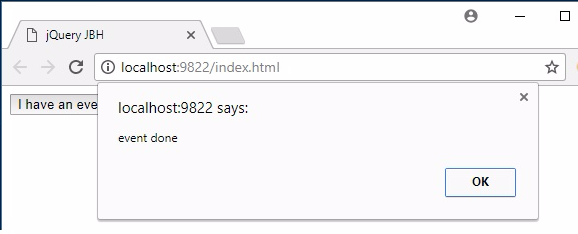 jQuery JBH
localhost:9822/index.html
I have an eve
localhost:9822 says:
event done
OK